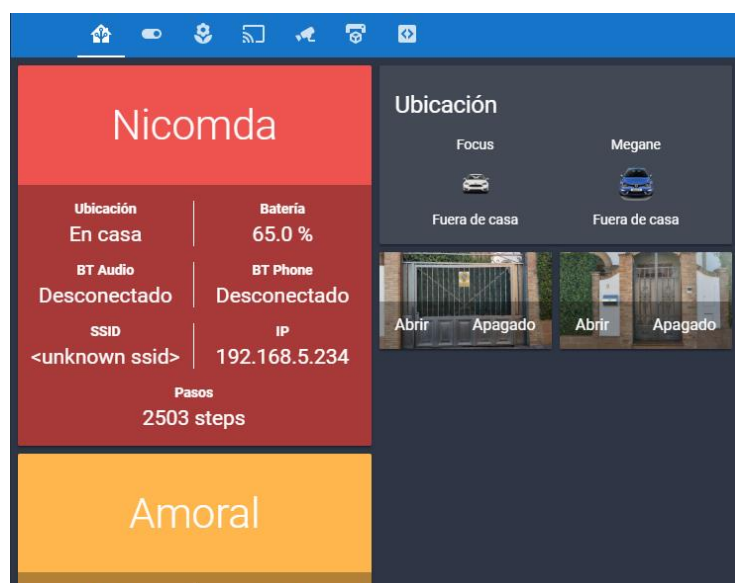 Nicomda
Ubicación Batería
En casa 65.0 %
BT Audio BT Phone
Desconectado Desconectado
SSID IP
<unknown ssid> 192.168.5.234
Pasos
2503 steps
Amoral
Ubicación
Focus Megane
Fuera de casa Fuera de casa
Abrir Apagado Abrir Apagado